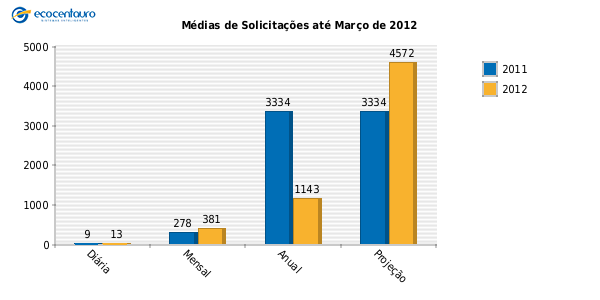 ecocentauro
Médias de Solicitações até Março de 2012
5000
4000
3000
2000
1000
0
9
13
278
381
3334
1143
3334
4572
Diária
Mensal
Anual
Projeção
2011
2012